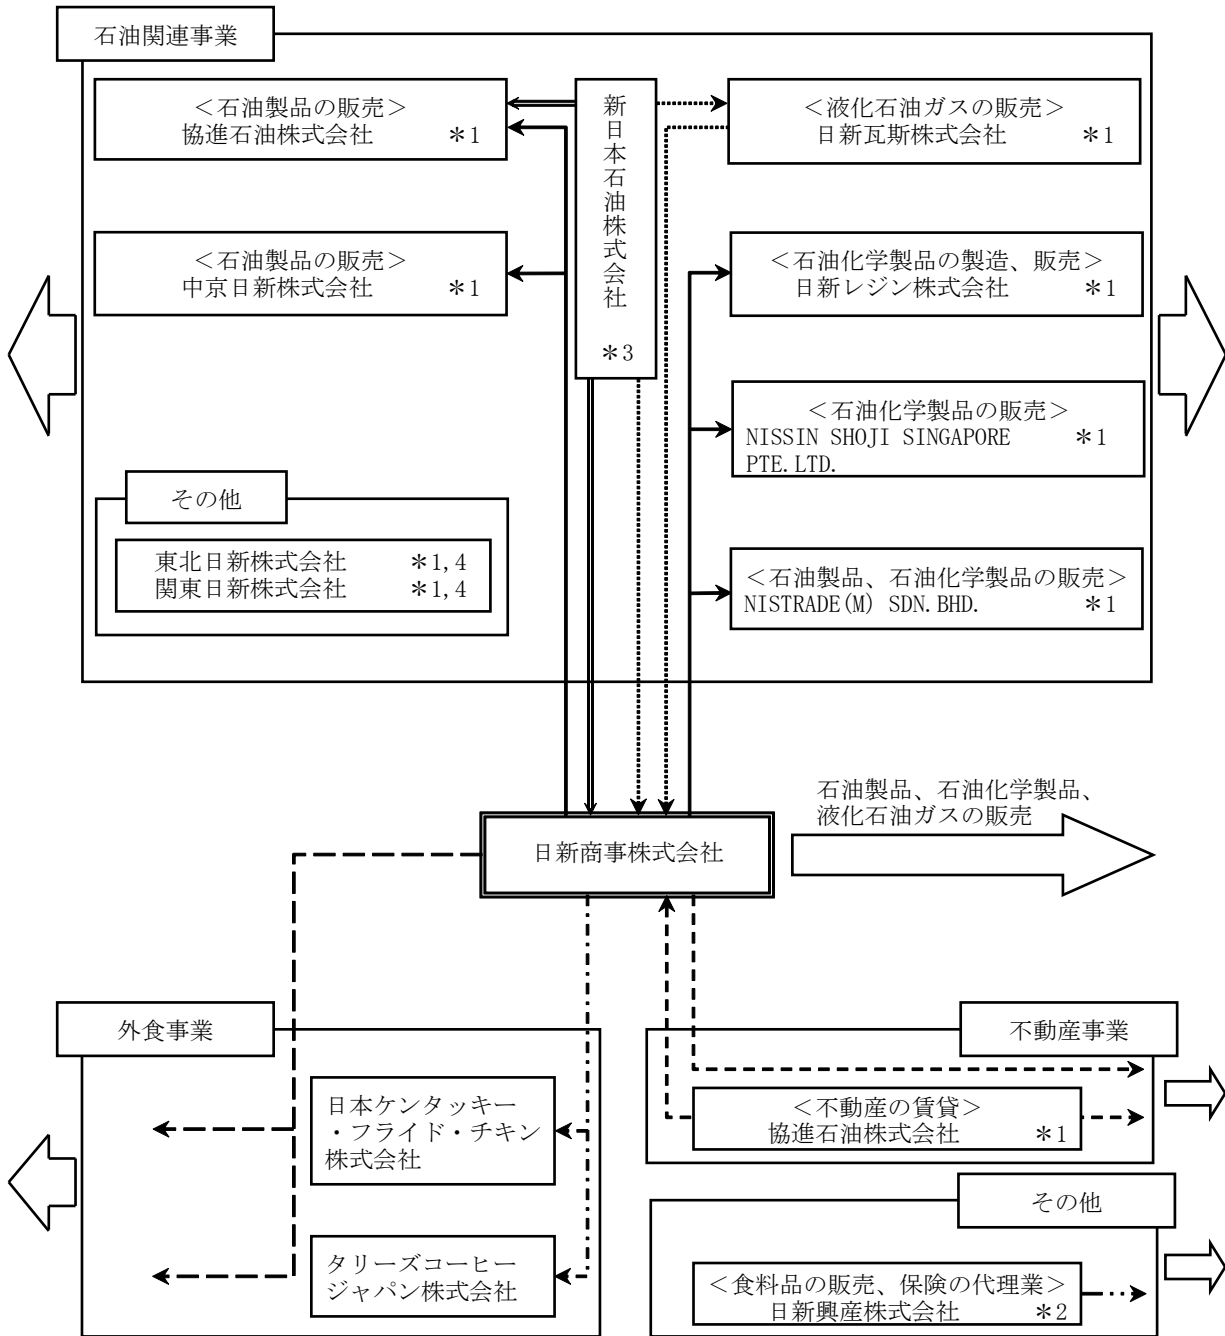 石油関連事業
＜石油製品の販売＞
協進石油株式会社 ＊1
新日本石油株式会社 ＊3
＜液化石油ガスの販売＞
日新瓦斯株式会社 ＊1
＜石油製品の販売＞
中京日新株式会社 ＊1
＜石油化学製品の製造、販売＞
日新レジン株式会社 ＊1
＜石油化学製品の販売＞
NISSIN SHOJI SINGAPORE ＊1
PTE.LTD.
その他
東北日新株式会社 ＊1,4
関東日新株式会社 ＊1,4
＜石油製品、石油化学製品の販売＞
NISTRADE(M) SDN.BHD. ＊1
石油製品、石油化学製品、
液化石油ガスの販売
日新商事株式会社
外食事業
日本ケンタッキー
・フライド・チキン
株式会社
タリーズコーヒー
ジャパン株式会社
不動産事業
＜不動産の賃貸＞
協進石油株式会社 ＊1
その他
＜食料品の販売、保険の代理業＞
日新興産株式会社 ＊2